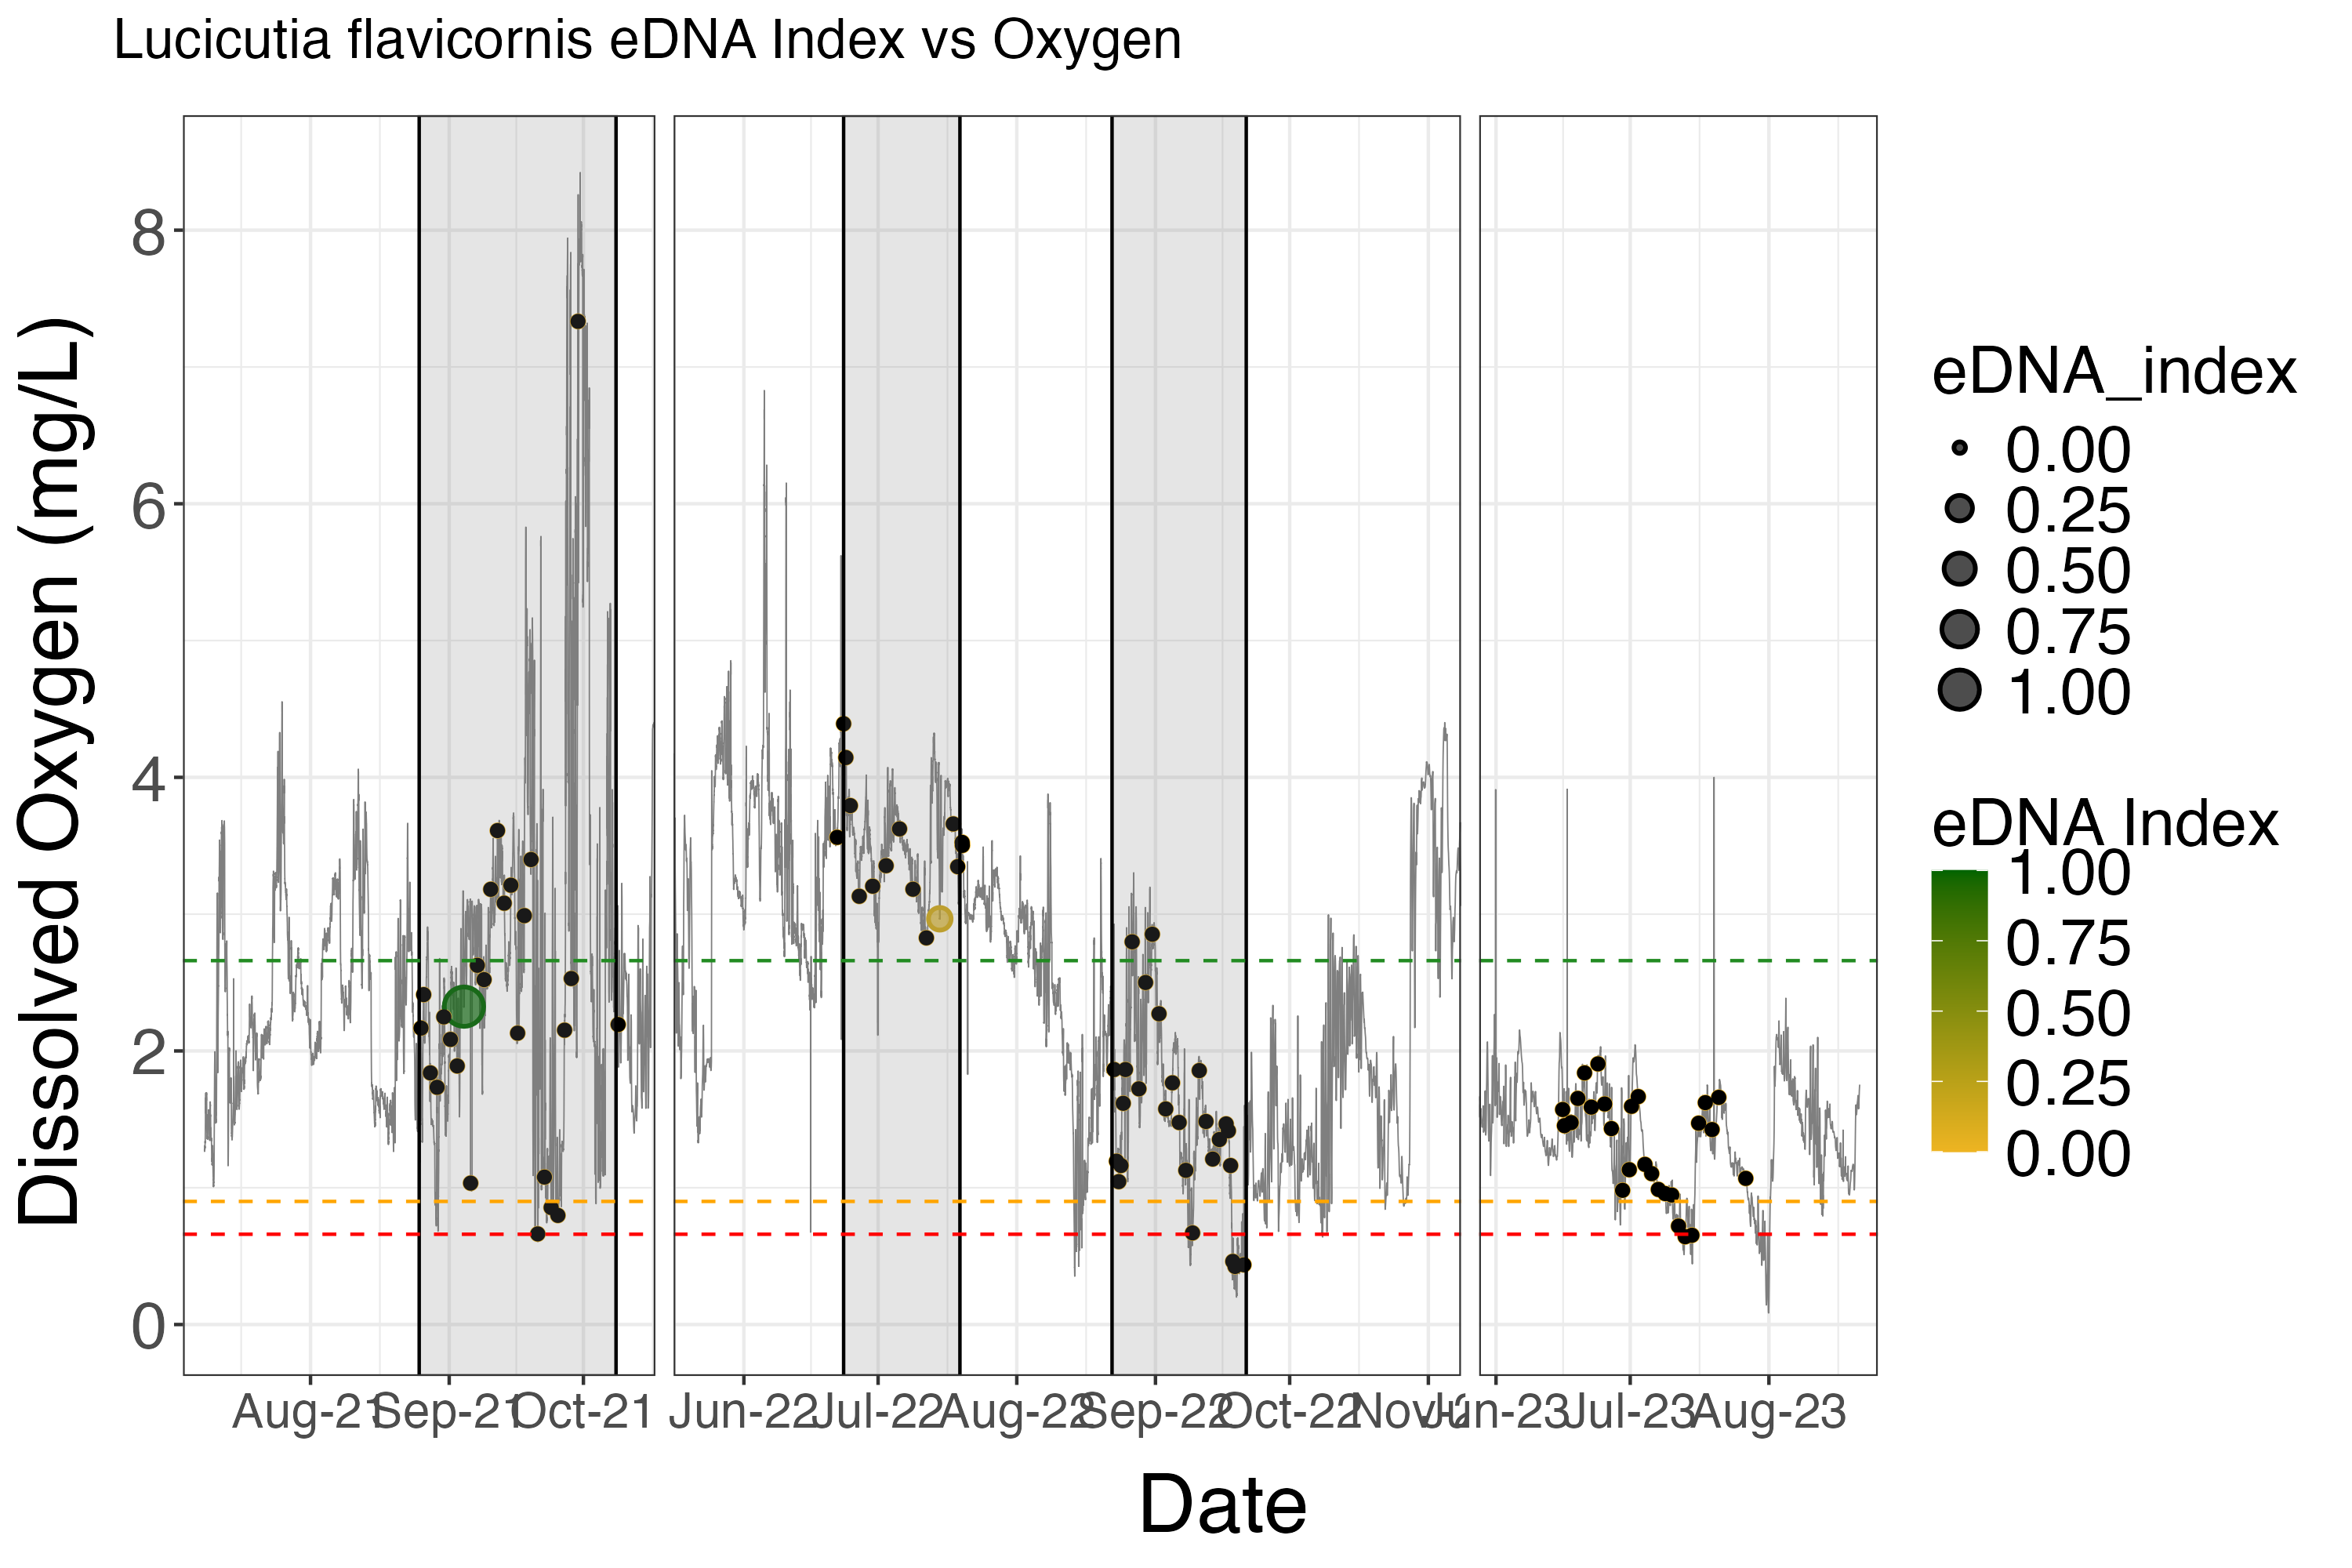 Lucicutia flavicornis eDNA Index vs Oxygen
Dissolved Oxygen (mg/L)
8
6
4
2
0
Aug-21
Sep-21
Oct-21
Jun-22
Jul-22
Aug-22
Sep-22
Oct-22
Jul-23
Aug-23
Date
eDNA_index
0.00
0.25
0.50
0.75
1.00
eDNA Index
1.00
0.75
0.50
0.25
0.00